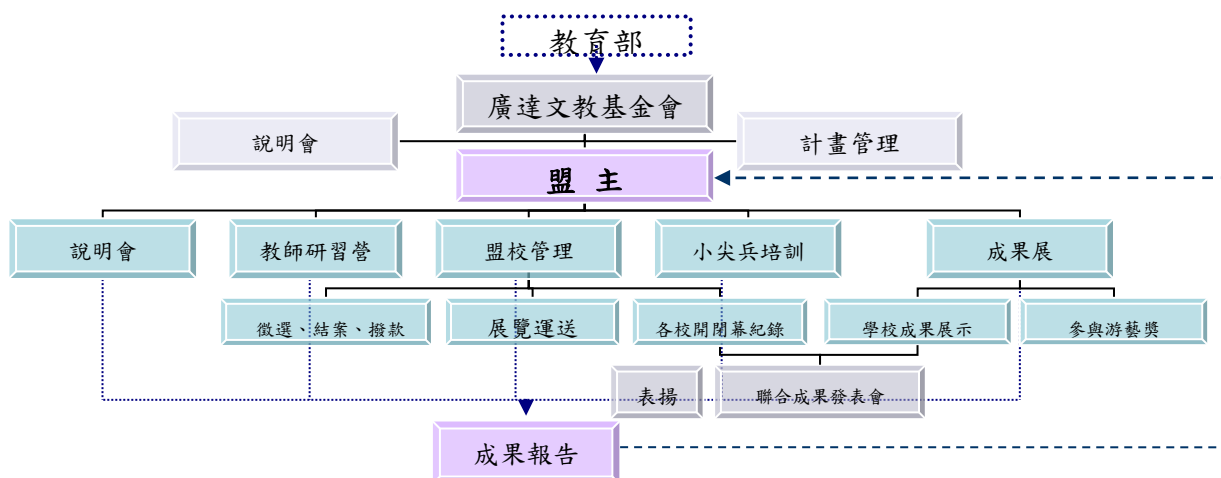 教育部
廣達文教基金會
說明會
計畫管理
盟 主
說明會
教師研習營
盟校管理
小尖兵培訓
成果展
徵選、結案、撥款
展覽運送
各校開閉幕紀錄
學校成果展示
參與游藝獎
表揚
聯合成果發表會
成果報告